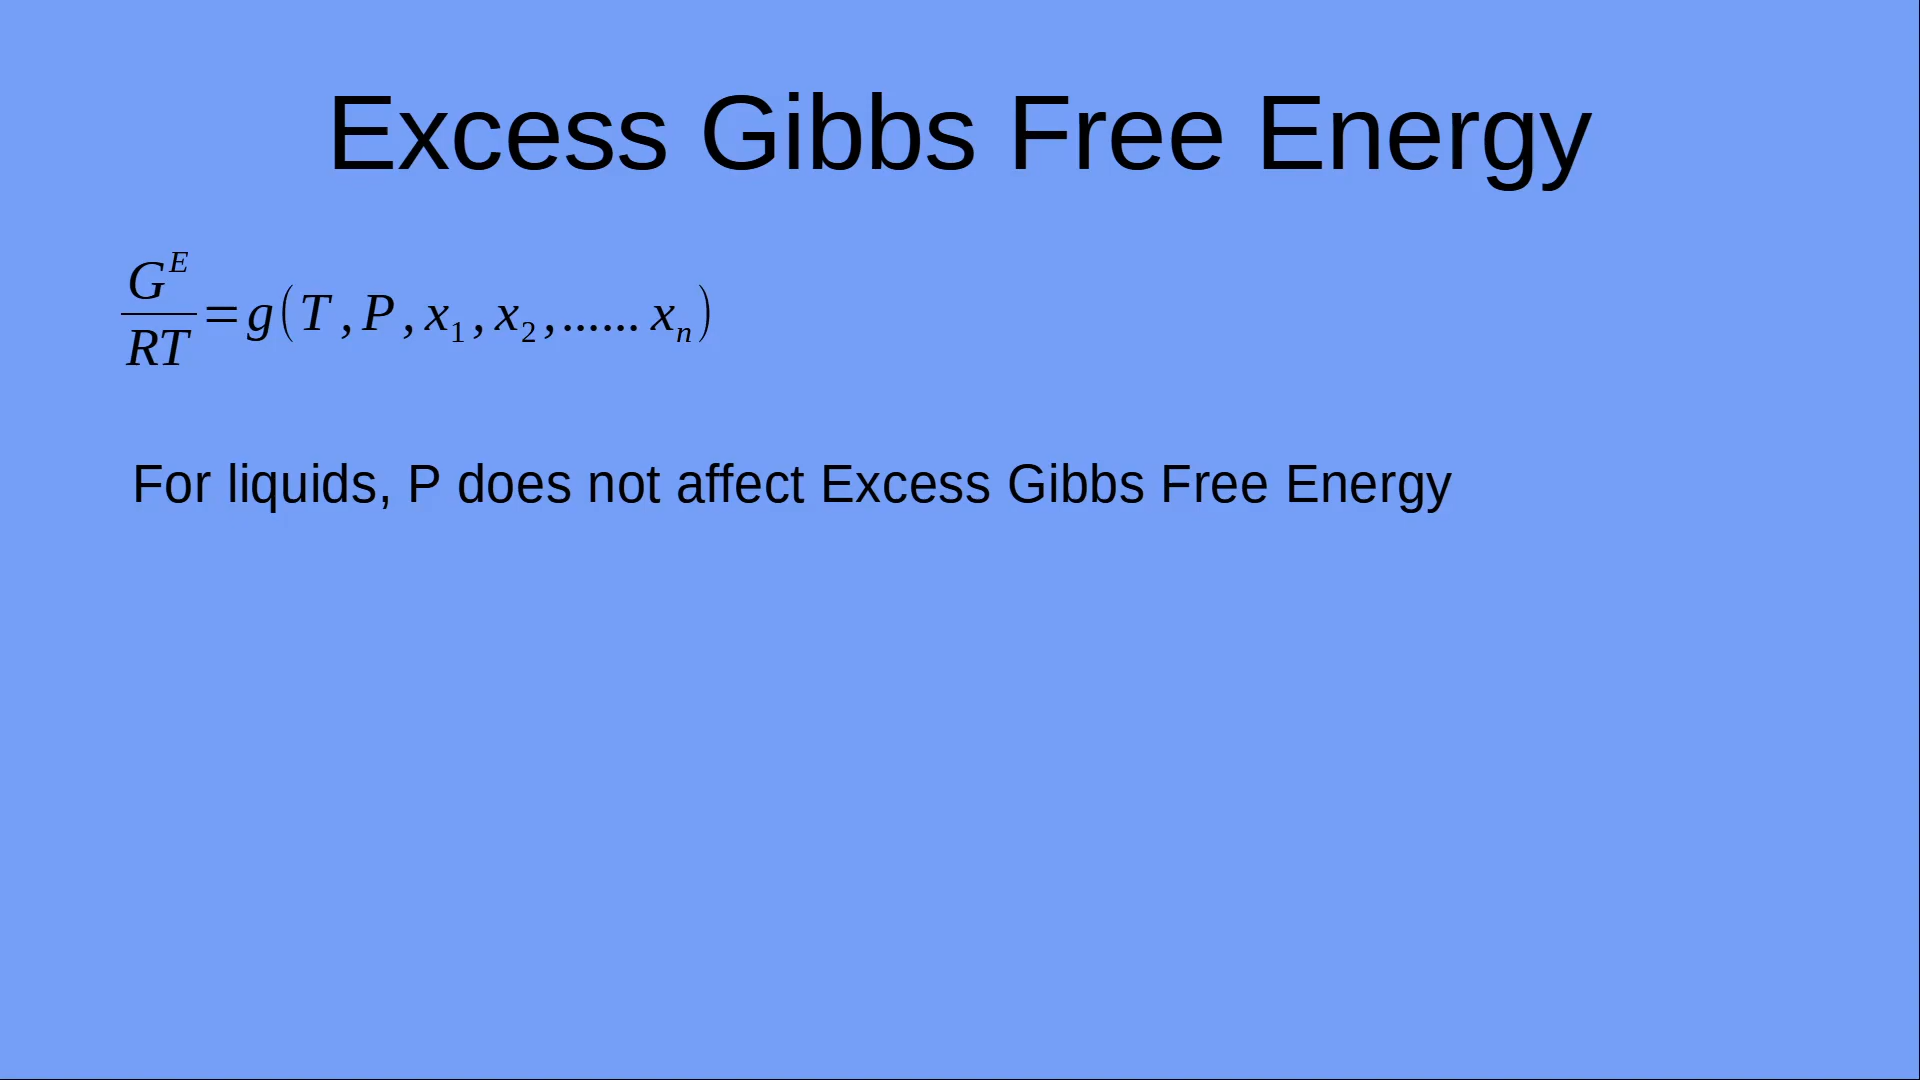 Excess Gibbs Free Energy
G^E/RT = g(T, P, x_1, x_2, ...... x_n)
For liquids, P does not affect Excess Gibbs Free Energy